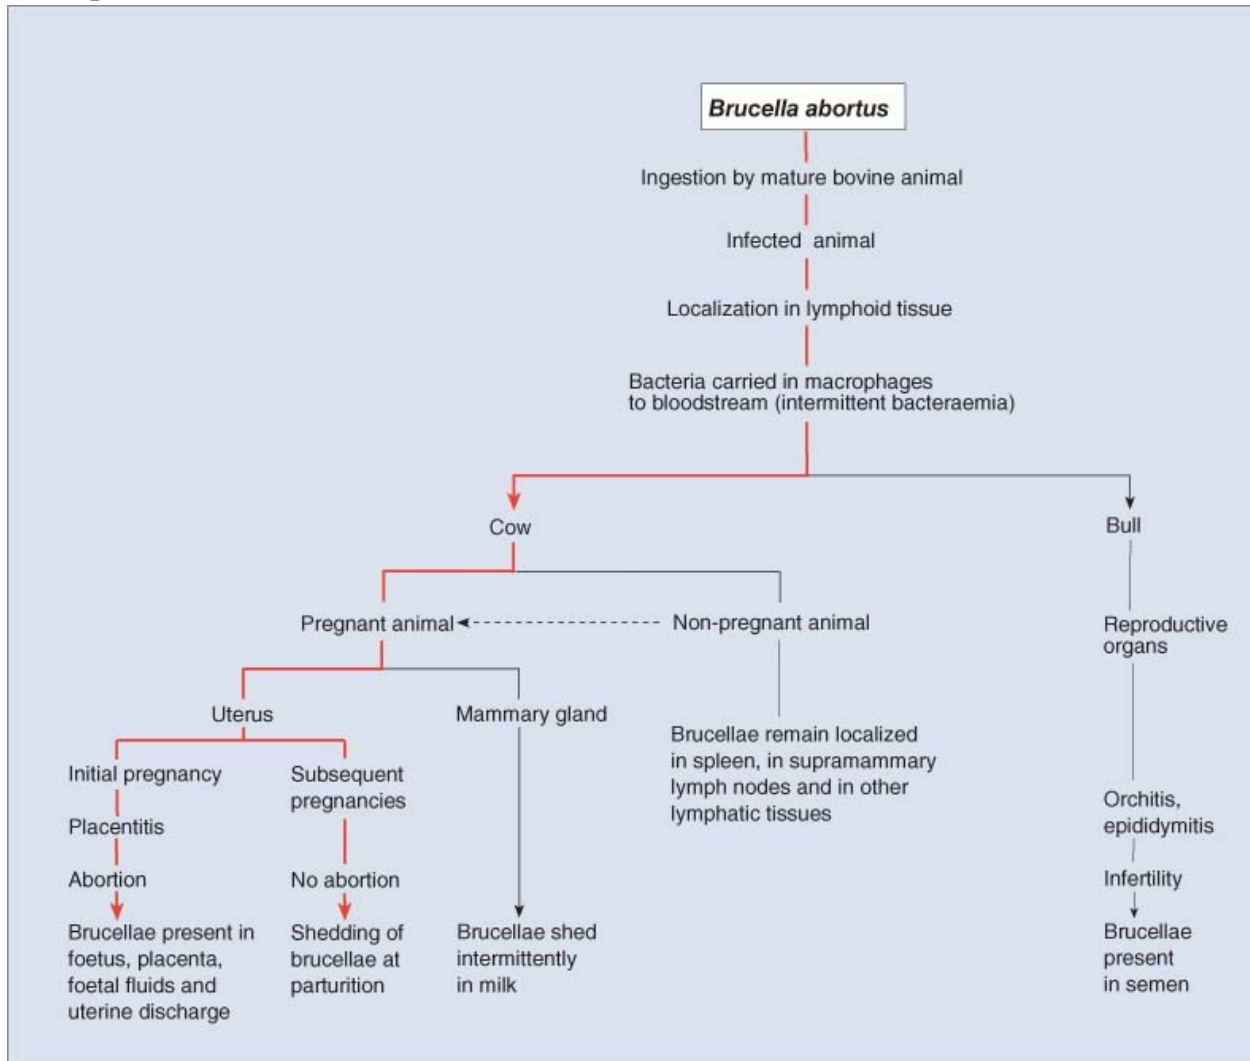 Brucella abortus
Ingestion by mature bovine animal
Infected animal
Localization in lymphoid tissue
Bacteria carried in macrophages
to bloodstream (intermittent bacteraemia)
Cow
Bull
Pregnant animal
Non-pregnant animal
Reproductive
organs
Uterus
Mammary gland
Brucellae remain localized
in spleen, in supramammary
lymph nodes and in other
lymphatic tissues
Initial pregnancy
Subsequent
pregnancies
Orchitis,
epididymitis
Placentitis
Abortion
No abortion
Infertility
Brucellae present in
foetus, placenta,
foetal fluids and
uterine discharge
Shedding of
brucellae at
parturition
Brucellae shed
intermittently
in milk
Brucellae
present
in semen